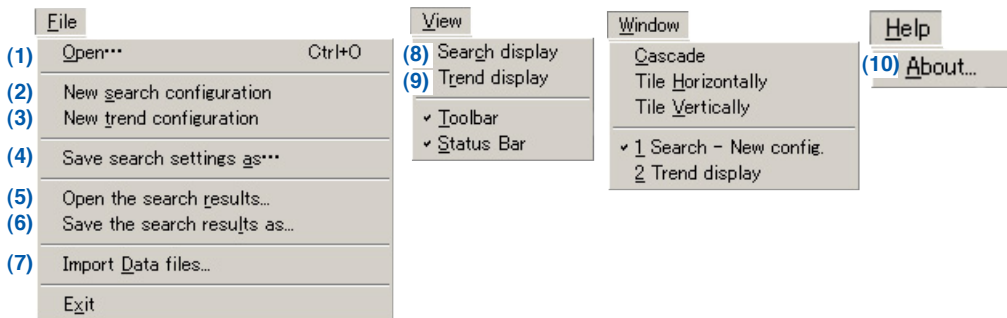 File
(1) Open··· Ctrl+O
(2) New search configuration
(3) New trend configuration
(4) Save search settings as···
(5) Open the search results...
(6) Save the search results as...
(7) Import Data files...
Exit
View
(8) Search display
(9) Trend display
✓ Toolbar
✓ Status Bar
Window
Cascade
Tile Horizontally
Tile Vertically
✓ 1 Search - New config.
2 Trend display
Help
(10) About...